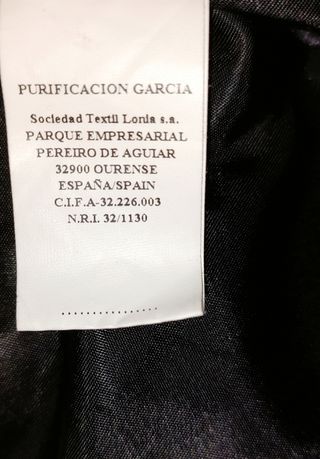 PURIFICACION GARCIA
Sociedad Textil Lonia s.a.
PARQUE EMPRESARIAL
PEREIRO DE AGUIAR
32900 OURENSE
ESPAÑA/SPAIN
C.I.F.A-32.226.003
N.R.I. 32/1130
................